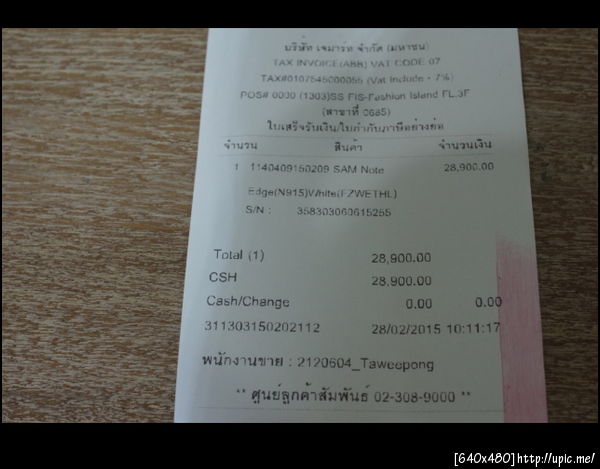 บริษัท เจมาร์ท จำกัด (มหาชน)
TAX INVOICE(ABB) VAT CODE 07
TAX#0107545000055 (Vat Include - 7%)
POS# 0000 (1303)SS FIS-Fashion Island FL.3F
(สาขาที่ 0685)
ใบเสร็จรับเงิน/ใบกำกับภาษีอย่างย่อ
จำนวน สินค้า จำนวนเงิน
1 1140409150209 SAM Note 28,900.00
Edge(N915)White(FZWETHL)
S/N : 358303060615255
Total (1) 28,900.00
CSH 28,900.00
Cash/Change 0.00 0.00
311303150202112 28/02/2015 10:11:17
พนักงานขาย : 2120604_Taweepong
** ศูนย์ลูกค้าสัมพันธ์ 02-308-9000 **
[640x480]http://upic.me/